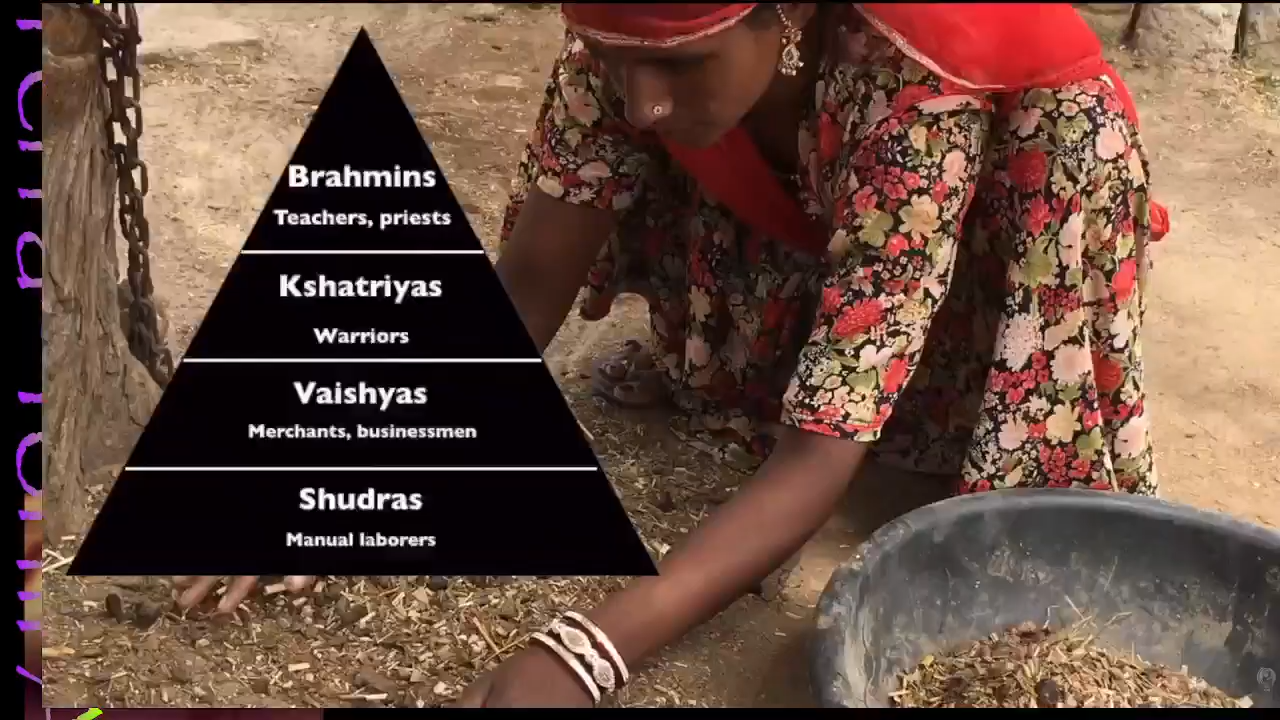 Brahmins
Teachers, priests
Kshatriyas
Warriors
Vaishyas
Merchants, businessmen
Shudras
Manual laborers